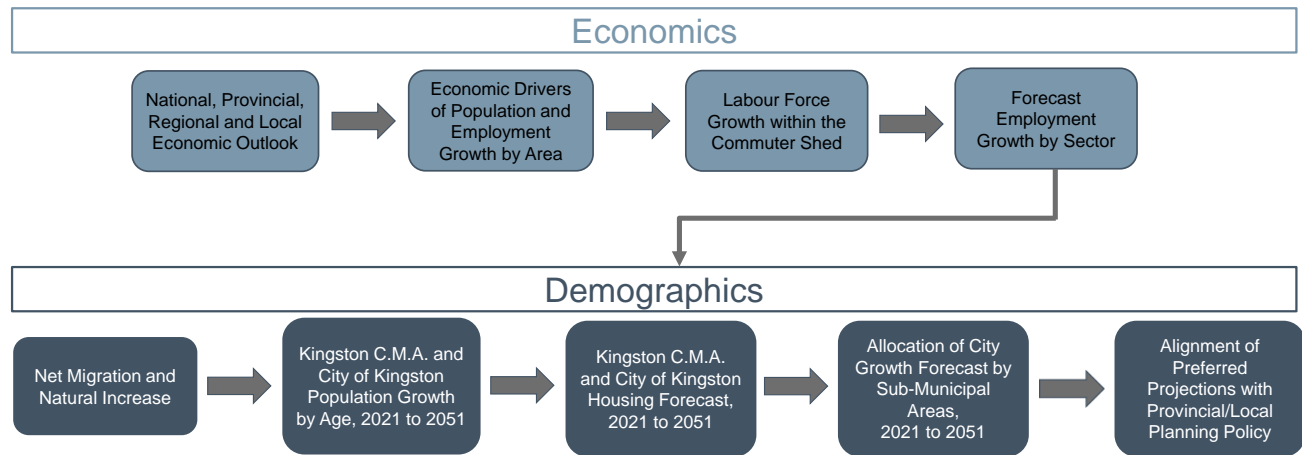 Economics
National, Provincial,
Regional and Local
Economic Outlook
Economic Drivers
of Population and
Employment
Growth by Area
Labour Force
Growth within the
Commuter Shed
Forecast
Employment
Growth by Sector
Demographics
Net Migration and
Natural Increase
Kingston C.M.A. and
City of Kingston
Population Growth
by Age, 2021 to 2051
Kingston C.M.A.
and City of Kingston
Housing Forecast,
2021 to 2051
Allocation of City
Growth Forecast by
Sub-Municipal
Areas,
2021 to 2051
Alignment of
Preferred
Projections with
Provincial/Local
Planning Policy